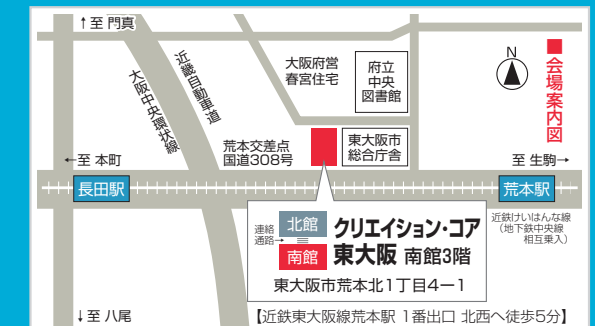 ↑至 門真
近畿自動車道
大阪中央環状線
大阪府営
春宮住宅
府立
中央
図書館
N
■会場案内図
荒本交差点
国道308号
東大阪市
総合庁舎
←至 本町
至 生駒→
長田駅
荒本駅
近鉄けいはんな線
(地下鉄中央線
相互乗入)
連絡
通路→
北館
南館
クリエイション・コア
東大阪 南館3階
東大阪市荒本北1丁目4ー1
↓至 八尾
【近鉄東大阪線荒本駅 1番出口 北西へ徒歩5分】